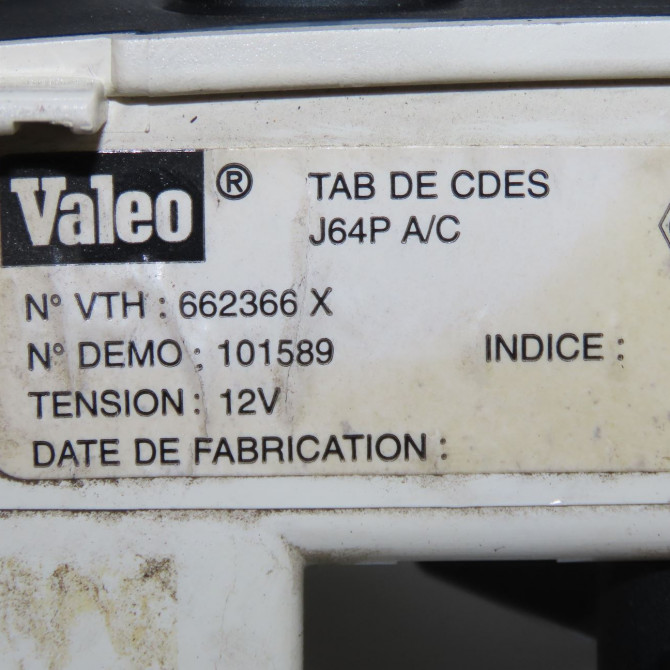 Valeo ® TAB DE CDES
J64P A/C
N° VTH : 662366 X
N° DEMO : 101589 INDICE :
TENSION : 12V
DATE DE FABRICATION :